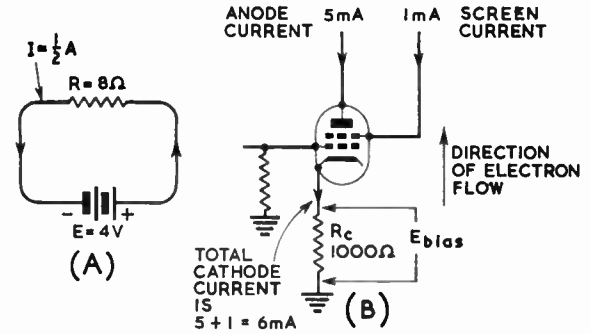 I=½A
R=8Ω
- +
E=4V
(A)
ANODE 5mA 1mA SCREEN
CURRENT CURRENT
DIRECTION
OF ELECTRON
FLOW
Rc
1000Ω
Ebias
TOTAL
CATHODE
CURRENT
IS
5+1=6mA
(B)